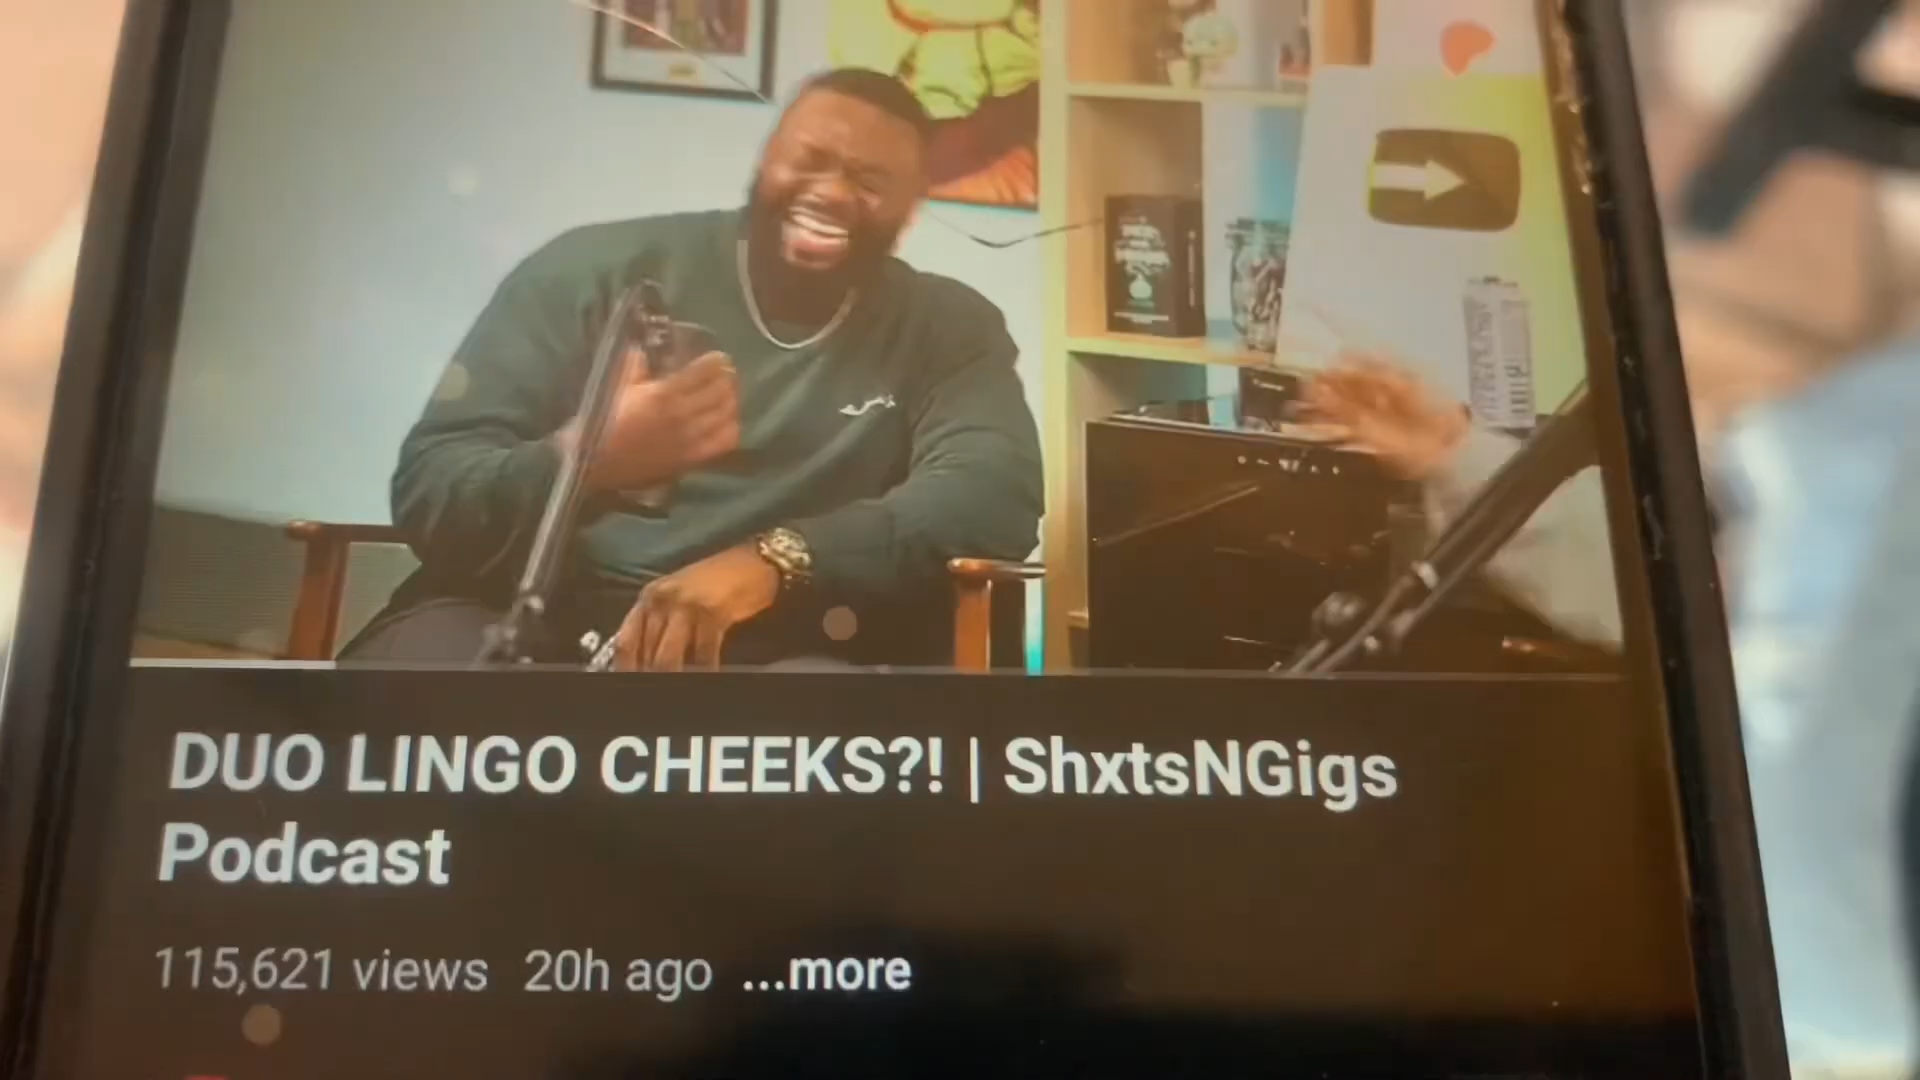 DUO LINGO CHEEKS?! | ShxtsNGigs
Podcast
115,621 views 20h ago ...more